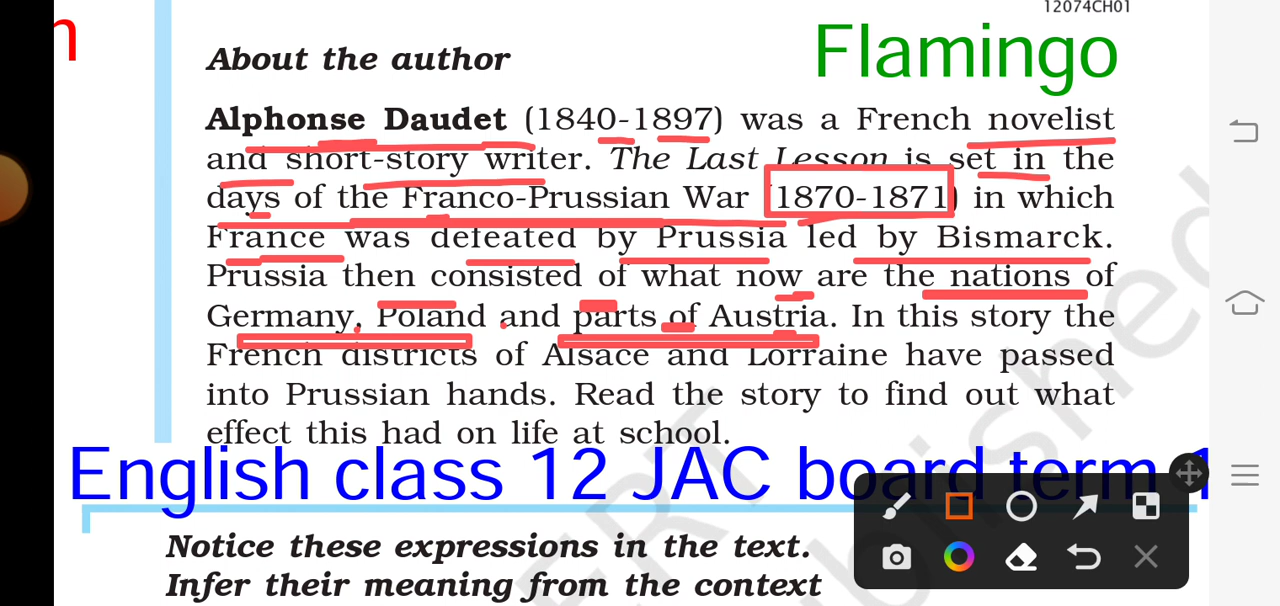 12074CH01
n
Flamingo
About the author
Alphonse Daudet (1840-1897) was a French novelist
and short-story writer. The Last Lesson is set in the
days of the Franco-Prussian War (1870-1871) in which
France was defeated by Prussia led by Bismarck.
Prussia then consisted of what now are the nations of
Germany, Poland and parts of Austria. In this story the
French districts of Alsace and Lorraine have passed
into Prussian hands. Read the story to find out what
effect this had on life at school.
English class 12 JAC board term 1
Notice these expressions in the text.
Infer their meaning from the context